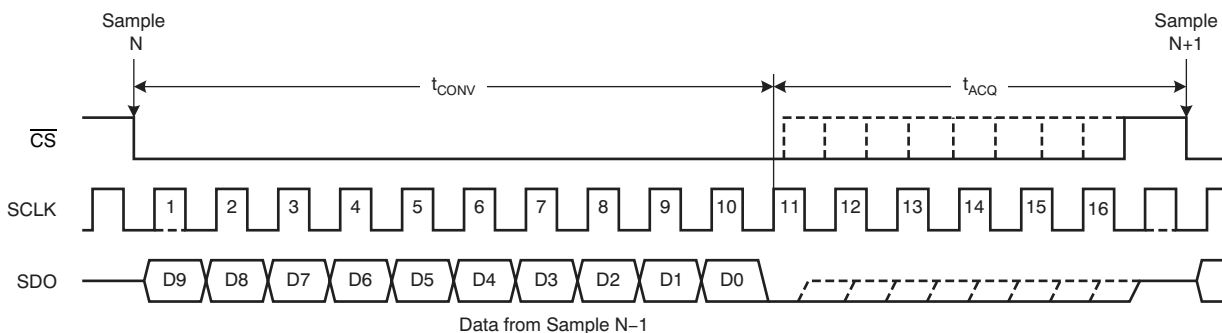 Sample
N
Sample
N+1
tCONV
tACQ
CS
SCLK
1 2 3 4 5 6 7 8 9 10 11 12 13 14 15 16
SDO
D9 D8 D7 D6 D5 D4 D3 D2 D1 D0
Data from Sample N−1